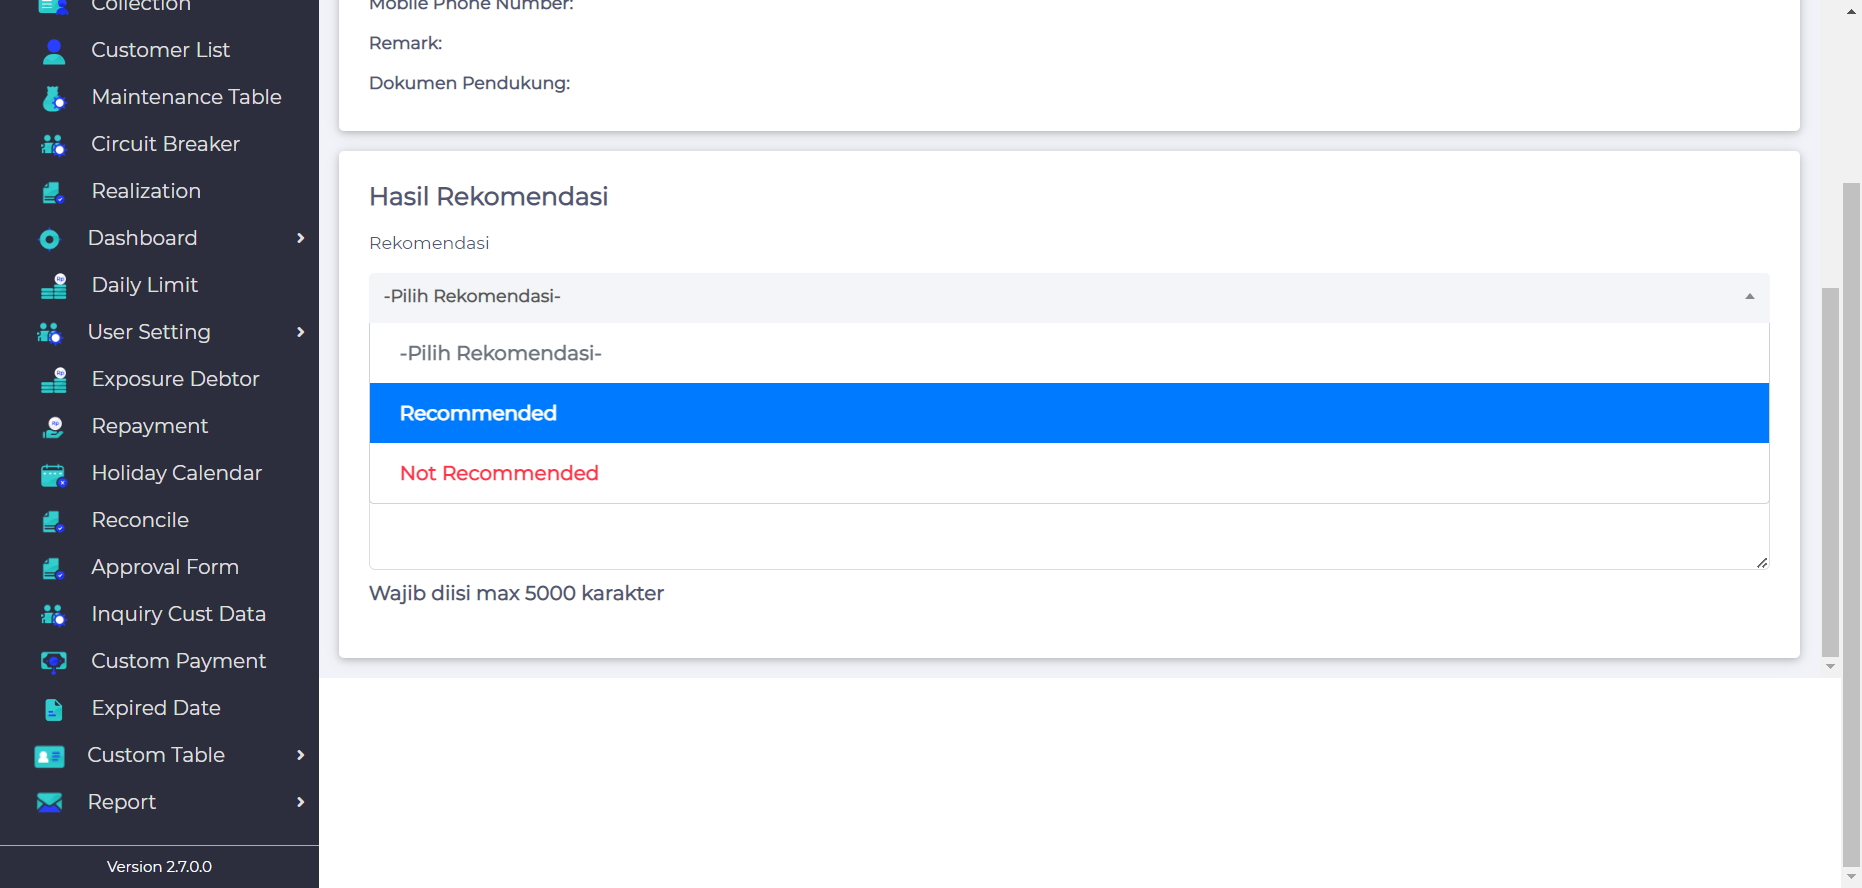 Collection
Customer List
Maintenance Table
Circuit Breaker
Realization
Dashboard
Daily Limit
User Setting
Exposure Debtor
Repayment
Holiday Calendar
Reconcile
Approval Form
Inquiry Cust Data
Custom Payment
Expired Date
Custom Table
Report
Version 2.7.0.0
Mobile Phone Number:
Remark:
Dokumen Pendukung:
Hasil Rekomendasi
Rekomendasi
-Pilih Rekomendasi-
-Pilih Rekomendasi-
Recommended
Not Recommended
Wajib diisi max 5000 karakter